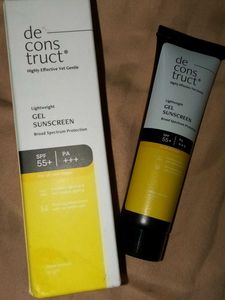 de
cons
truct®
Highly Effective Yet Gentle
Lightweight
GEL
SUNSCREEN
Broad Spectrum Protection
SPF
55+
PA
+++
de
cons
truct®
Highly Effective Yet Gentle
Lightweight
GEL
SUNSCREEN
Broad Spectrum Protection
SPF
55+
PA
+++